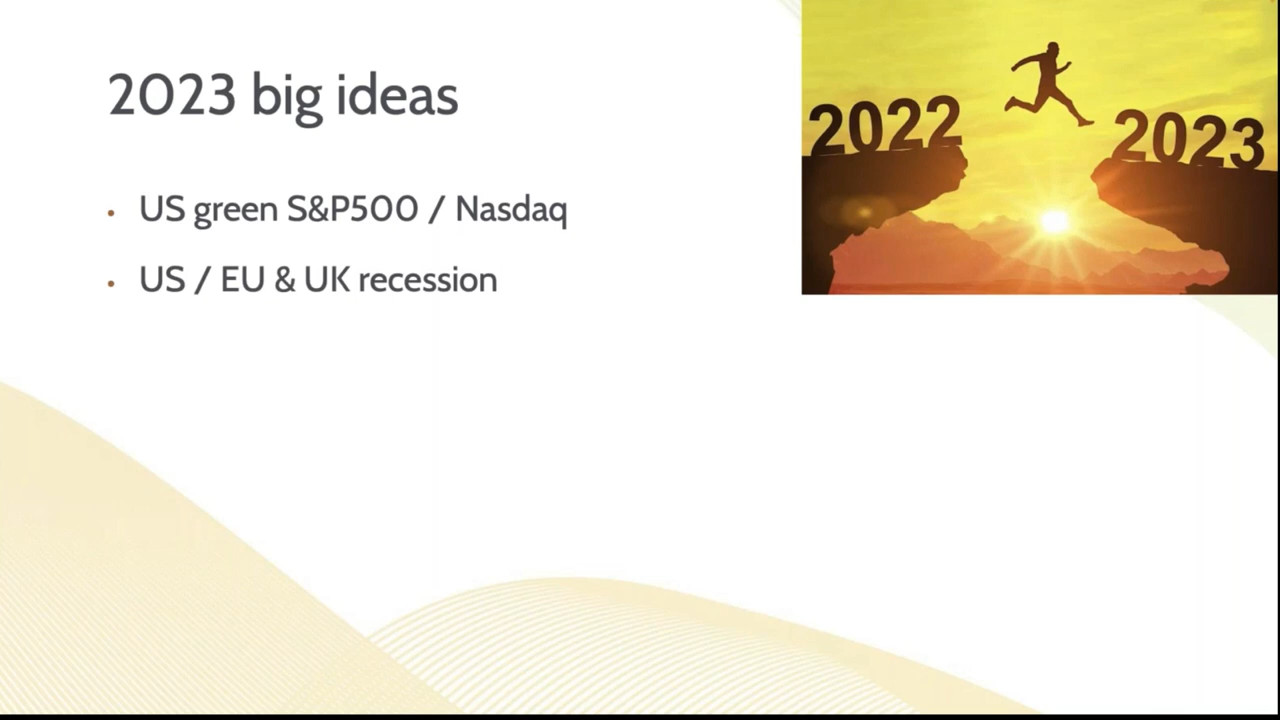 2023 big ideas
• US green S&P500 / Nasdaq
• US / EU & UK recession
2022
2023